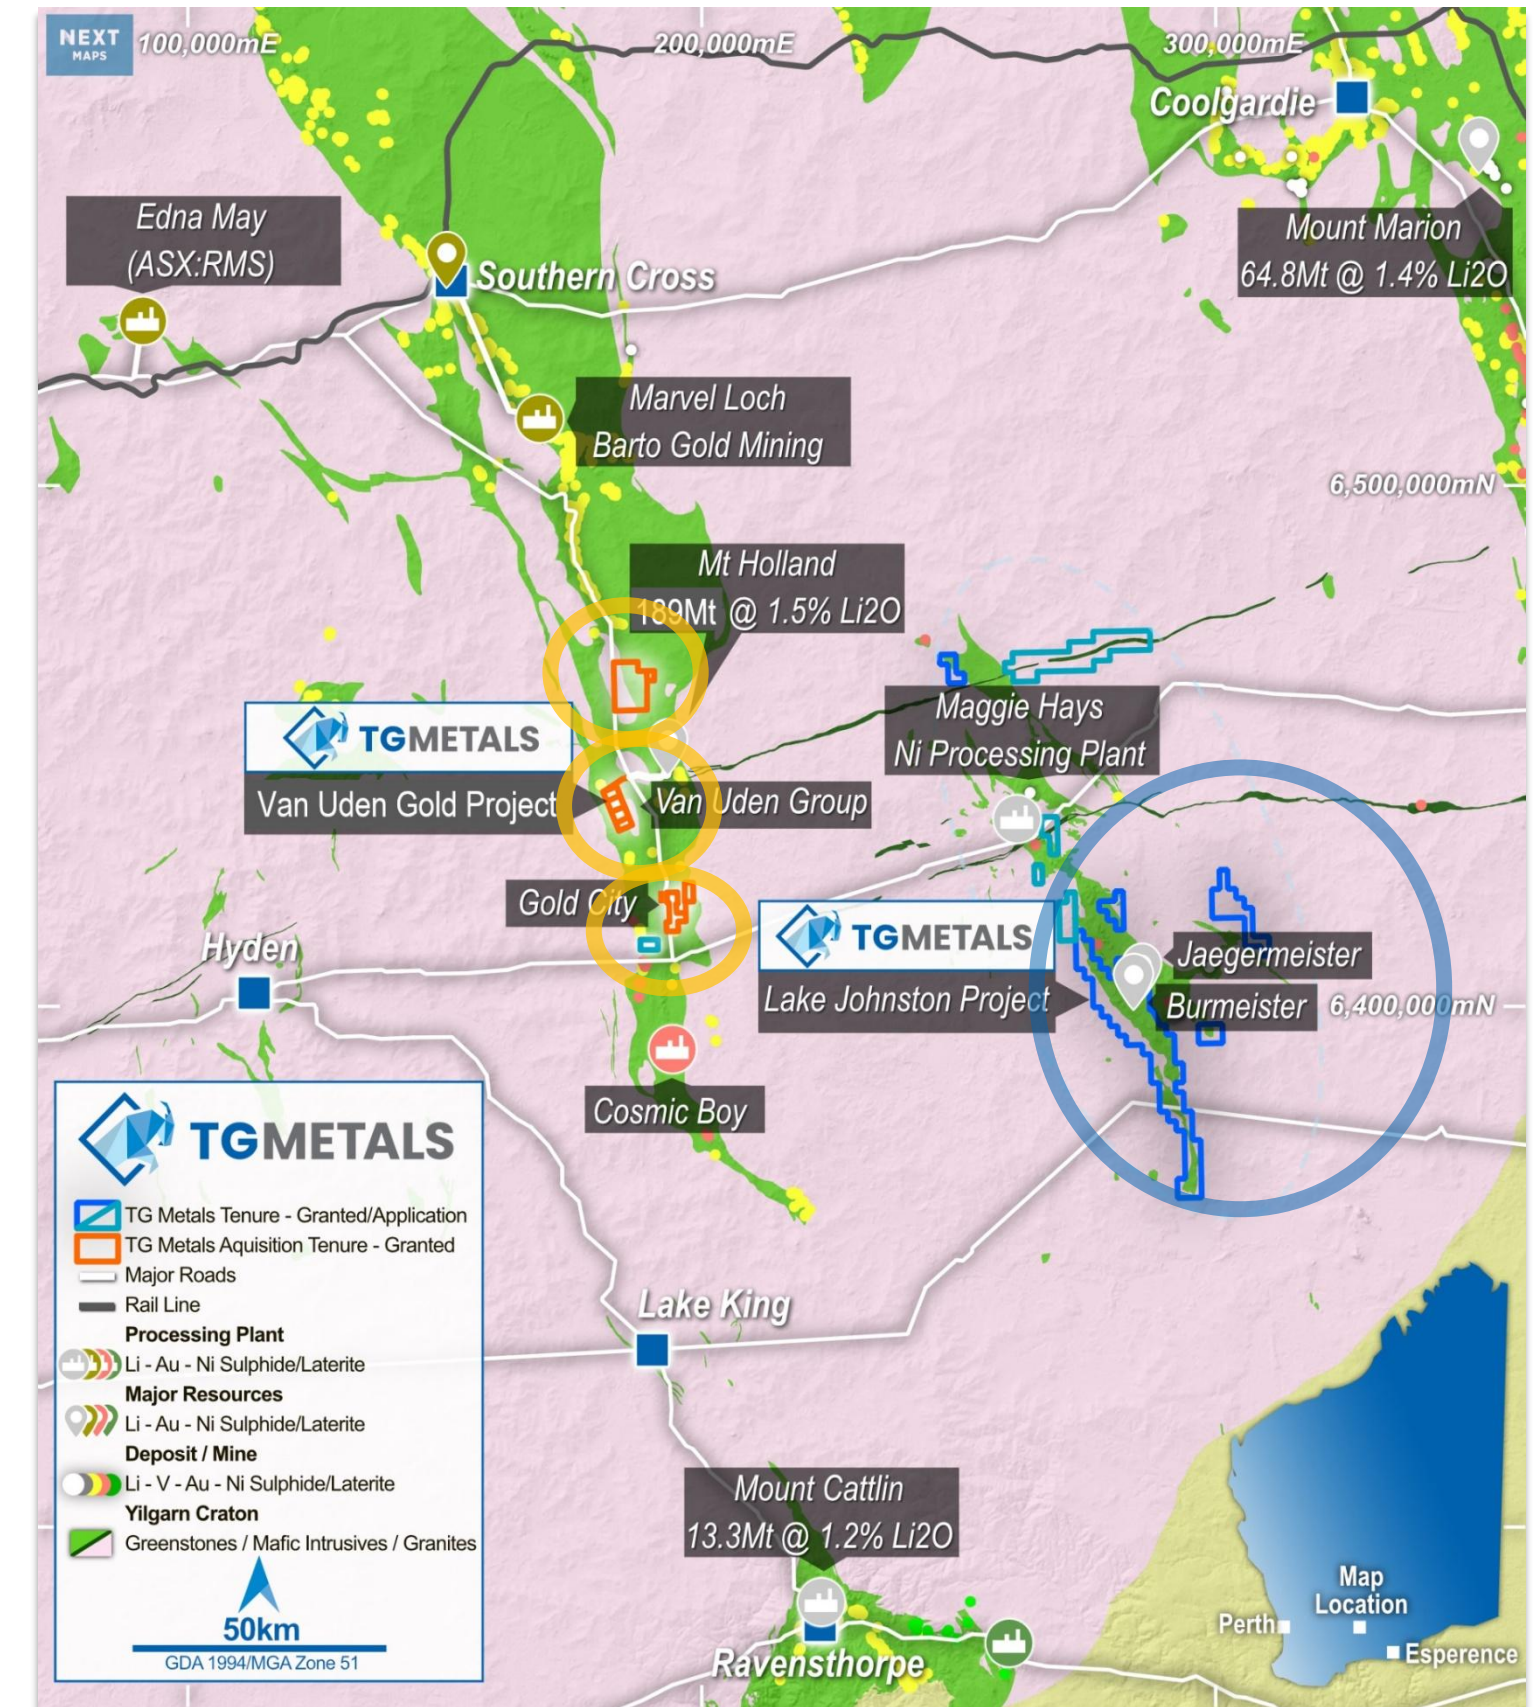 NEXT
MAPS
100,000mE
200,000mE
300,000mE
Coolgardie
Edna May
(ASX:RMS)
Southern Cross
Mount Marion
64.8Mt @ 1.4% Li2O
Marvel Loch
Barto Gold Mining
6,500,000mN
Mt Holland
189Mt @ 1.5% Li2O
TGMETALS
Van Uden Gold Project
Van Uden Group
Maggie Hays
Ni Processing Plant
Gold City
Hyden
TGMETALS
Lake Johnston Project
Jaegermeister
Burmeister
6,400,000mN
Cosmic Boy
TGMETALS
TG Metals Tenure - Granted/Application
TG Metals Aquisition Tenure - Granted
Major Roads
Rail Line
Processing Plant
Li - Au - Ni Sulphide/Laterite
Major Resources
Li - Au - Ni Sulphide/Laterite
Deposit / Mine
Li - V - Au - Ni Sulphide/Laterite
Yilgarn Craton
Greenstones / Mafic Intrusives / Granites
50km
GDA 1994/MGA Zone 51
Lake King
Mount Cattlin
13.3Mt @ 1.2% Li2O
Ravensthorpe
Map
Location
Perth
Esperence